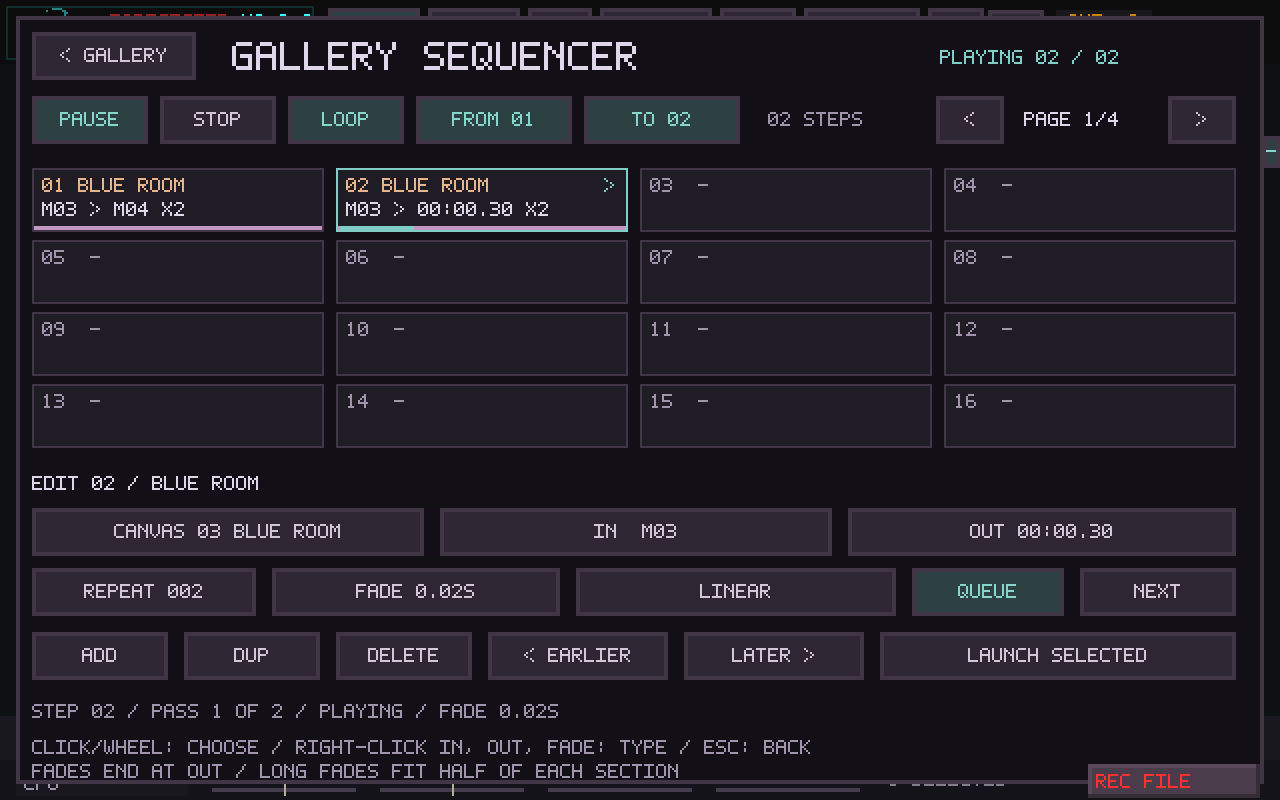 < GALLERY GALLERY SEQUENCER PLAYING 02 / 02
PAUSE STOP LOOP FROM 01 TO 02 02 STEPS < PAGE 1/4 >
01 BLUE ROOM 02 BLUE ROOM > 03 - 04 -
M03 > M04 X2 M03 > 00:00.30 X2
05 - 06 - 07 - 08 -
09 - 10 - 11 - 12 -
13 - 14 - 15 - 16 -
EDIT 02 / BLUE ROOM
CANVAS 03 BLUE ROOM IN M03 OUT 00:00.30
REPEAT 002 FADE 0.02S LINEAR QUEUE NEXT
ADD DUP DELETE < EARLIER LATER > LAUNCH SELECTED
STEP 02 / PASS 1 OF 2 / PLAYING / FADE 0.02S
CLICK/WHEEL: CHOOSE / RIGHT-CLICK IN, OUT, FADE: TYPE / ESC: BACK
FADES END AT OUT / LONG FADES FIT HALF OF EACH SECTION
REC FILE